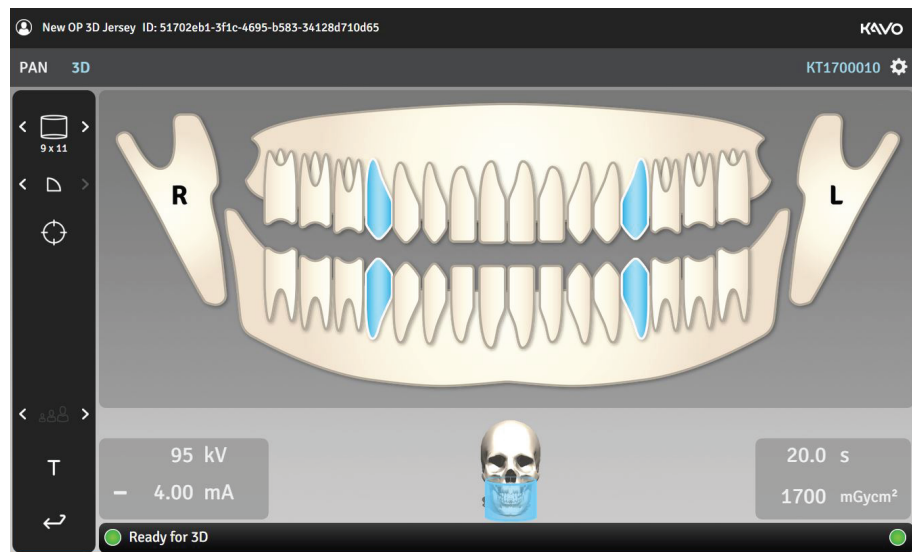 New OP 3D Jersey ID: 51702eb1-3f1c-4695-b583-34128d710d65
KAVO
PAN 3D
KT1700010
9 x 11
R
L
T
95 kV
4.00 mA
20.0 s
1700 mGycm²
Ready for 3D